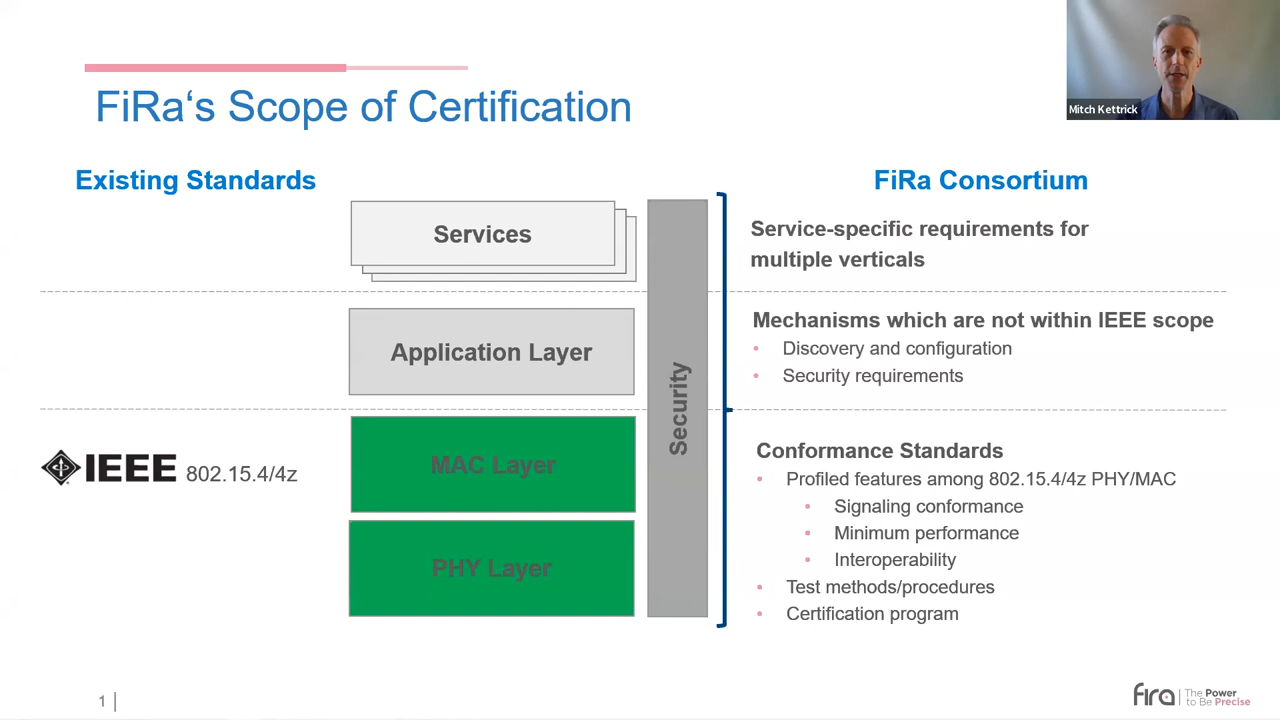 Mitch Kettrick
FiRa‘s Scope of Certification
Existing Standards
FiRa Consortium
Services
Service-specific requirements for
multiple verticals
Application Layer
Mechanisms which are not within IEEE scope
• Discovery and configuration
• Security requirements
Security
IEEE 802.15.4/4z
MAC Layer
PHY Layer
Conformance Standards
• Profiled features among 802.15.4/4z PHY/MAC
• Signaling conformance
• Minimum performance
• Interoperability
• Test methods/procedures
• Certification program
1
fira
The Power
to Be Precise